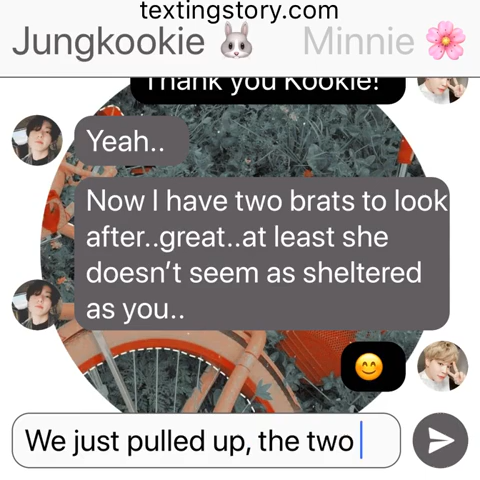 textingstory.com
Jungkookie 🐰 Minnie 🌸
Thank you Kookie!
Yeah..
Now I have two brats to look
after..great..at least she
doesn’t seem as sheltered
as you..
😊
We just pulled up, the two